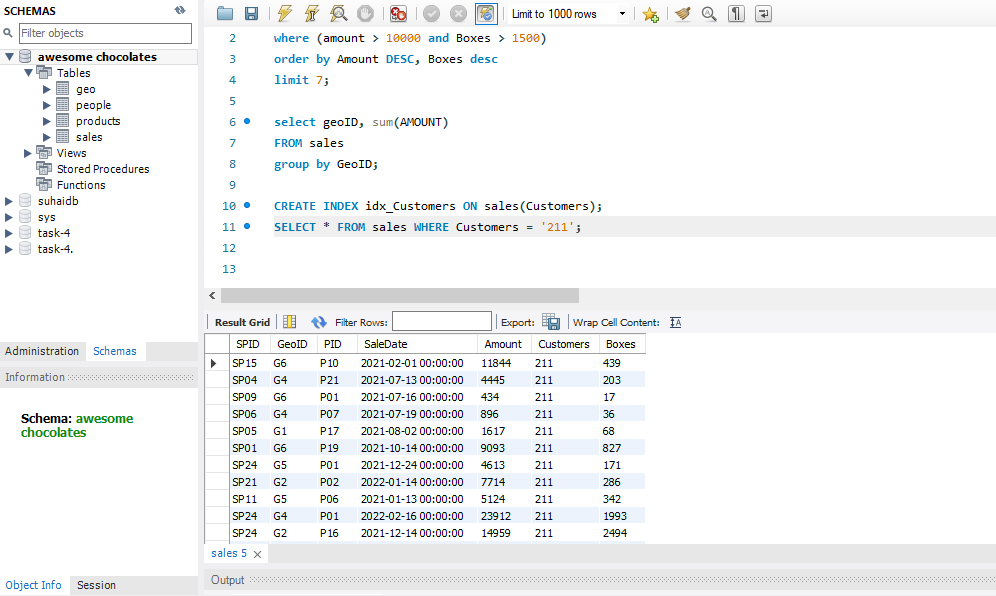 SCHEMAS
Filter objects
awesome chocolates
Tables
geo
people
products
sales
Views
Stored Procedures
Functions
suhaidb
sys
task-4
task-4.
Administration Schemas
Information
Schema: awesome
chocolates
Object Info Session
Limit to 1000 rows
2 where (amount > 10000 and Boxes > 1500)
3 order by Amount DESC, Boxes desc
4 limit 7;
5
6 select geoID, sum(AMOUNT)
7 FROM sales
8 group by GeoID;
9
10 CREATE INDEX idx_Customers ON sales(Customers);
11 SELECT * FROM sales WHERE Customers = '211';
12
13
Result Grid Filter Rows: Export: Wrap Cell Content: IA
SPID GeoID PID SaleDate Amount Customers Boxes
SP15 G6 P10 2021-02-01 00:00:00 11844 211 439
SP04 G4 P21 2021-07-13 00:00:00 4445 211 203
SP09 G6 P01 2021-07-16 00:00:00 434 211 17
SP06 G4 P07 2021-07-19 00:00:00 896 211 36
SP05 G1 P17 2021-08-02 00:00:00 1617 211 68
SP01 G6 P19 2021-10-14 00:00:00 9093 211 827
SP24 G5 P01 2021-12-24 00:00:00 4613 211 171
SP21 G2 P02 2022-01-14 00:00:00 7714 211 286
SP11 G5 P06 2021-01-13 00:00:00 5124 211 342
SP24 G4 P01 2022-02-16 00:00:00 23912 211 1993
SP24 G2 P16 2021-12-14 00:00:00 14959 211 2494
sales 5
Output